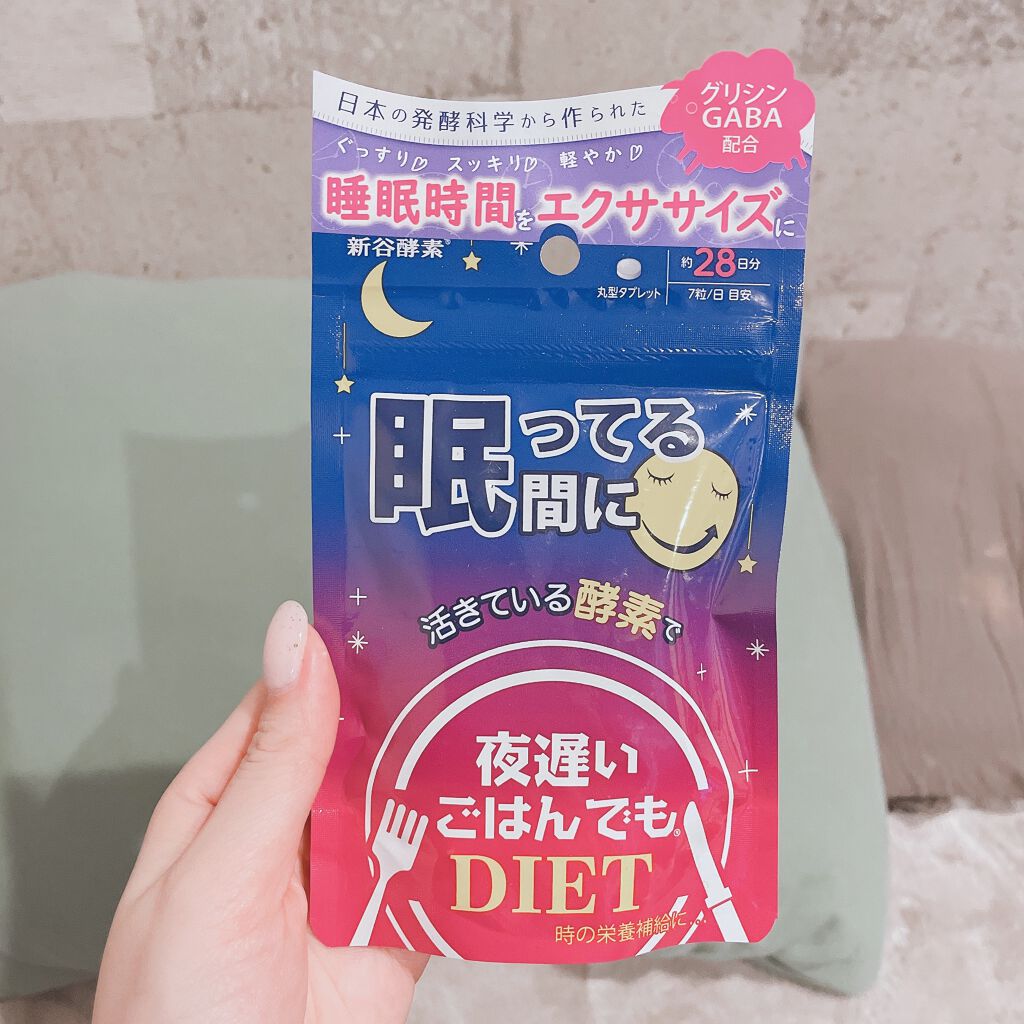 日本の発酵科学から作られた
グリシン
GABA
配合
ぐっすり♡ スッキリ♡ 軽やか♡
睡眠時間をエクササイズに
新谷酵素®
丸型タブレット
約28日分
7粒/日 目安
眠ってる
間に
活きている酵素で
夜遅い
ごはんでも®
DIET
時の栄養補給に...